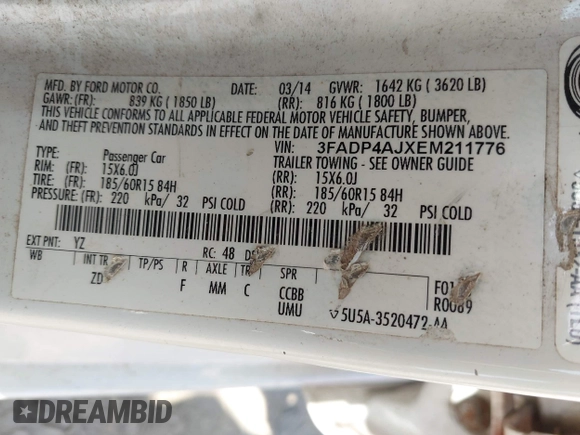 MFD. BY FORD MOTOR CO. DATE: 03/14 GVWR: 1642 KG ( 3620 LB)
GAWR: (FR): 839 KG ( 1850 LB) (RR): 816 KG ( 1800 LB)
THIS VEHICLE CONFORMS TO ALL APPLICABLE FEDERAL MOTOR VEHICLE SAFETY, BUMPER,
AND THEFT PREVENTION STANDARDS IN EFFECT ON THE DATE OF MANUFACTURE SHOWN ABOVE.
VIN: 3FADP4AJXEM211776
TYPE: Passenger Car TRAILER TOWING - SEE OWNER GUIDE
RIM: (FR): 15X6.0J (RR): 15X6.0J
TIRE: (FR): 185/60R15 84H (RR): 185/60R15 84H
PRESSURE: (FR): 220 kPa/ 32 PSI COLD (RR): 220 kPa/ 32 PSI COLD
EXT PNT: YZ RC: 48
WB INT TR TP/PS R AXLE TR SPR
ZD F MM C CCBB
UMU
R0089
5U5A-3520472-AA
DREAMBID